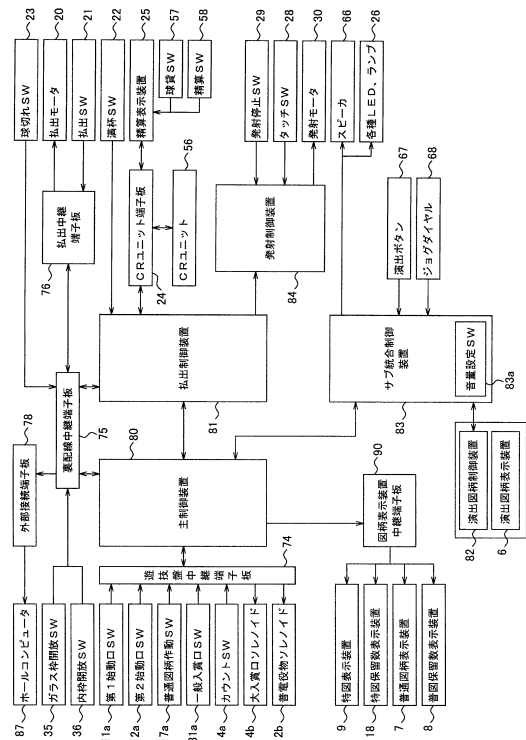 23
球切れSW
20
払出モータ
21
払出SW
22
満杯SW
25
精算表示装置
57
球貸SW
58
精算SW
29
発射停止SW
28
タッチSW
30
発射モータ
66
スピーカ
26
各種LED、ランプ
払出中継
端子板
76
CRユニット端子板
24
CRユニット
56
発射制御装置
84
67
演出ボタン
68
ジョグダイヤル
78
外部接続端子板
裏配線中継端子板
75
払出制御装置
81
サブ統合制御
装置
83
音量設定SW
83a
80
主制御装置
90
図柄表示装置
中継端子板
演出図柄制御装置
82
演出図柄表示装置
6
74
遊技盤中継端子板
87
ホールコンピュータ
35
ガラス枠開放SW
36
内枠開放SW
11a
第1始動口SW
12a
第2始動口SW
17a
普通図柄作動SW
31a
一般入賞口SW
14a
カウントSW
14b
大入賞口ソレノイド
12b
普電役物ソレノイド
9
特図表示装置
18
特図保留数表示装置
7
普通図柄表示装置
8
普図保留数表示装置